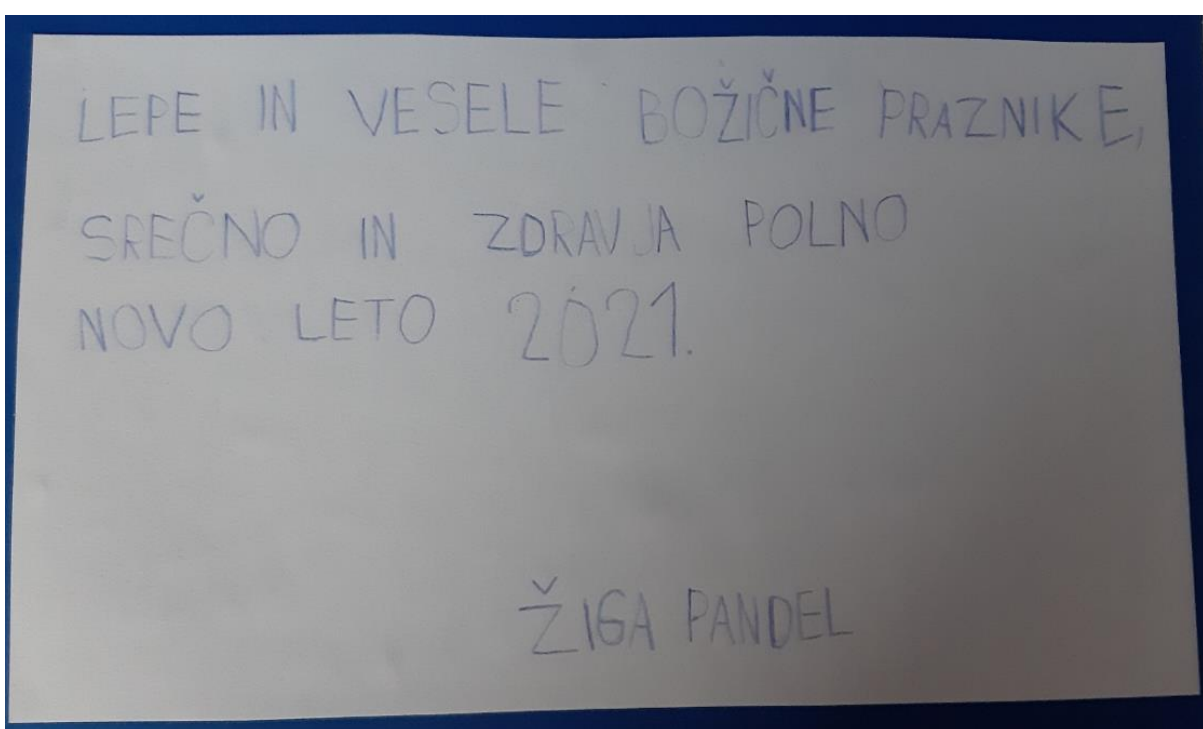 LEPE IN VESELE BOŽIČNE PRAZNIKE,
SREČNO IN ZDRAVJA POLNO
NOVO LETO 2021.
ŽIGA PANDEL